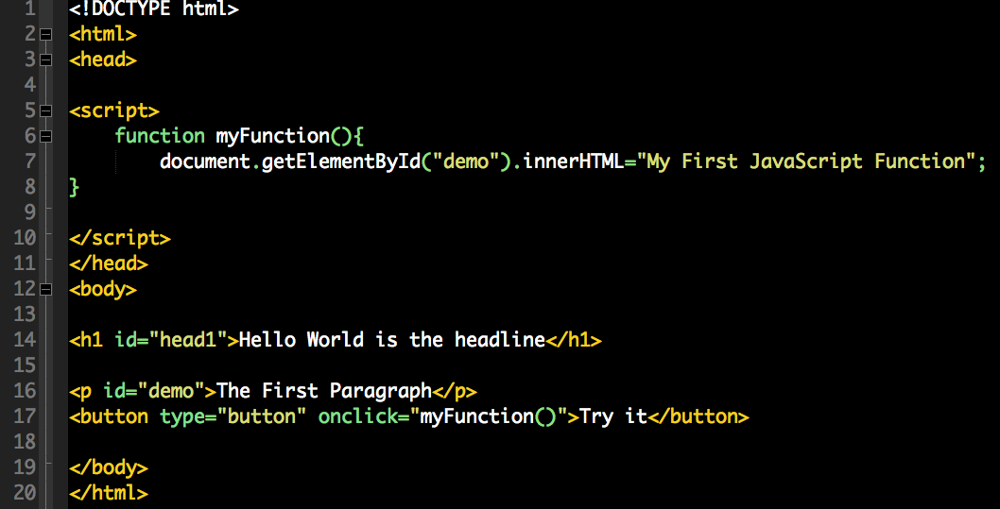 1 <!DOCTYPE html>
2 <html>
3 <head>
4
5 <script>
6     function myFunction(){
7         document.getElementById("demo").innerHTML="My First JavaScript Function";
8 }
9
10 </script>
11 </head>
12 <body>
13
14 <h1 id="head1">Hello World is the headline</h1>
15
16 <p id="demo">The First Paragraph</p>
17 <button type="button" onclick="myFunction()">Try it</button>
18
19 </body>
20 </html>